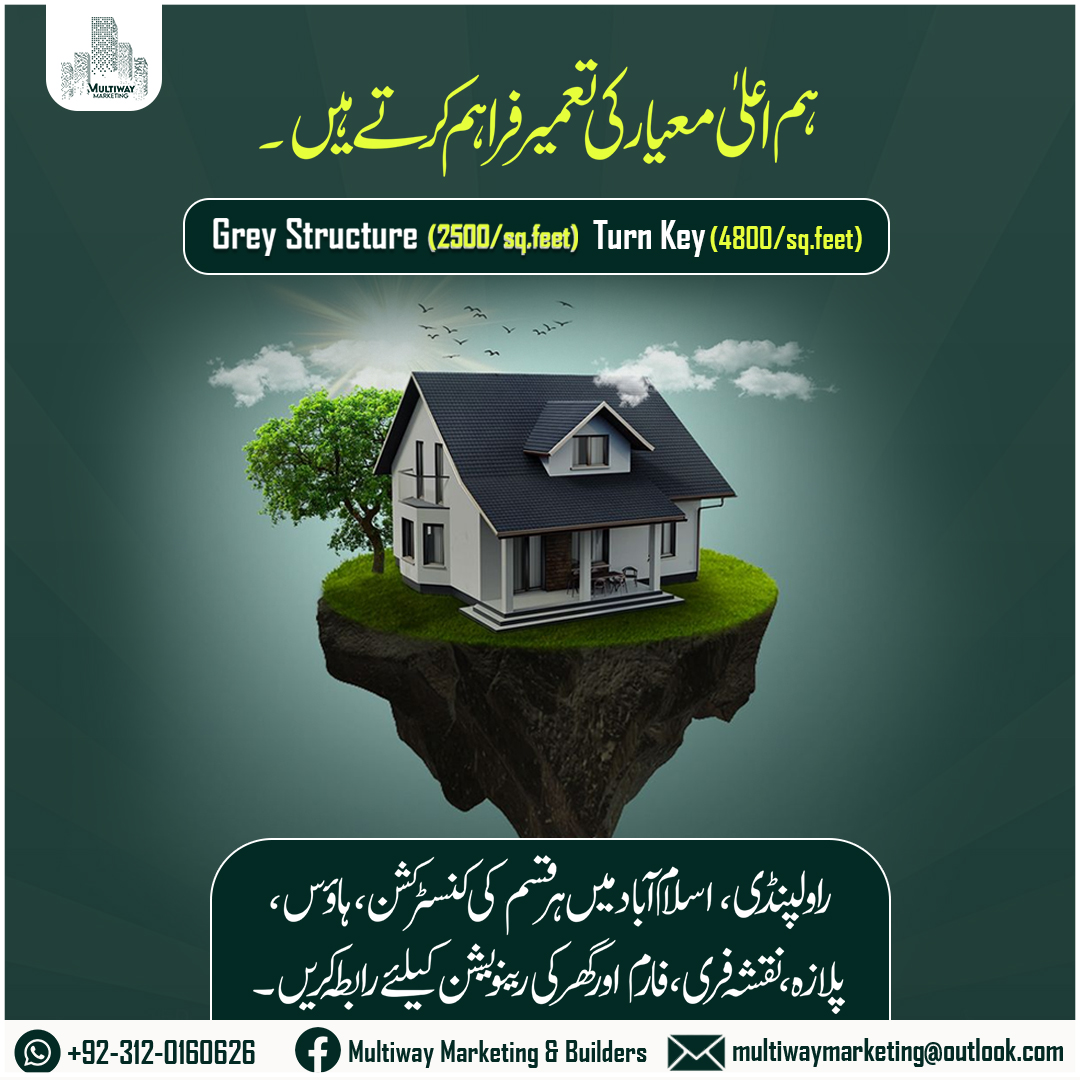 MULTIWAY
MARKETING
ہم اعلیٰ معیار کی تعمیر فراہم کرتے ہیں۔
Grey Structure (2500/sq.feet) Turn Key (4800/sq.feet)
راولپنڈی، اسلام آباد میں ہر قسم کی کنسٹرکشن، ہاؤس،
پلازہ، نقشہ فری، فارم اور گھر کی رینویشن کیلئے رابطہ کریں۔
+92-312-0160626 Multiway Marketing & Builders multiwaymarketing@outlook.com